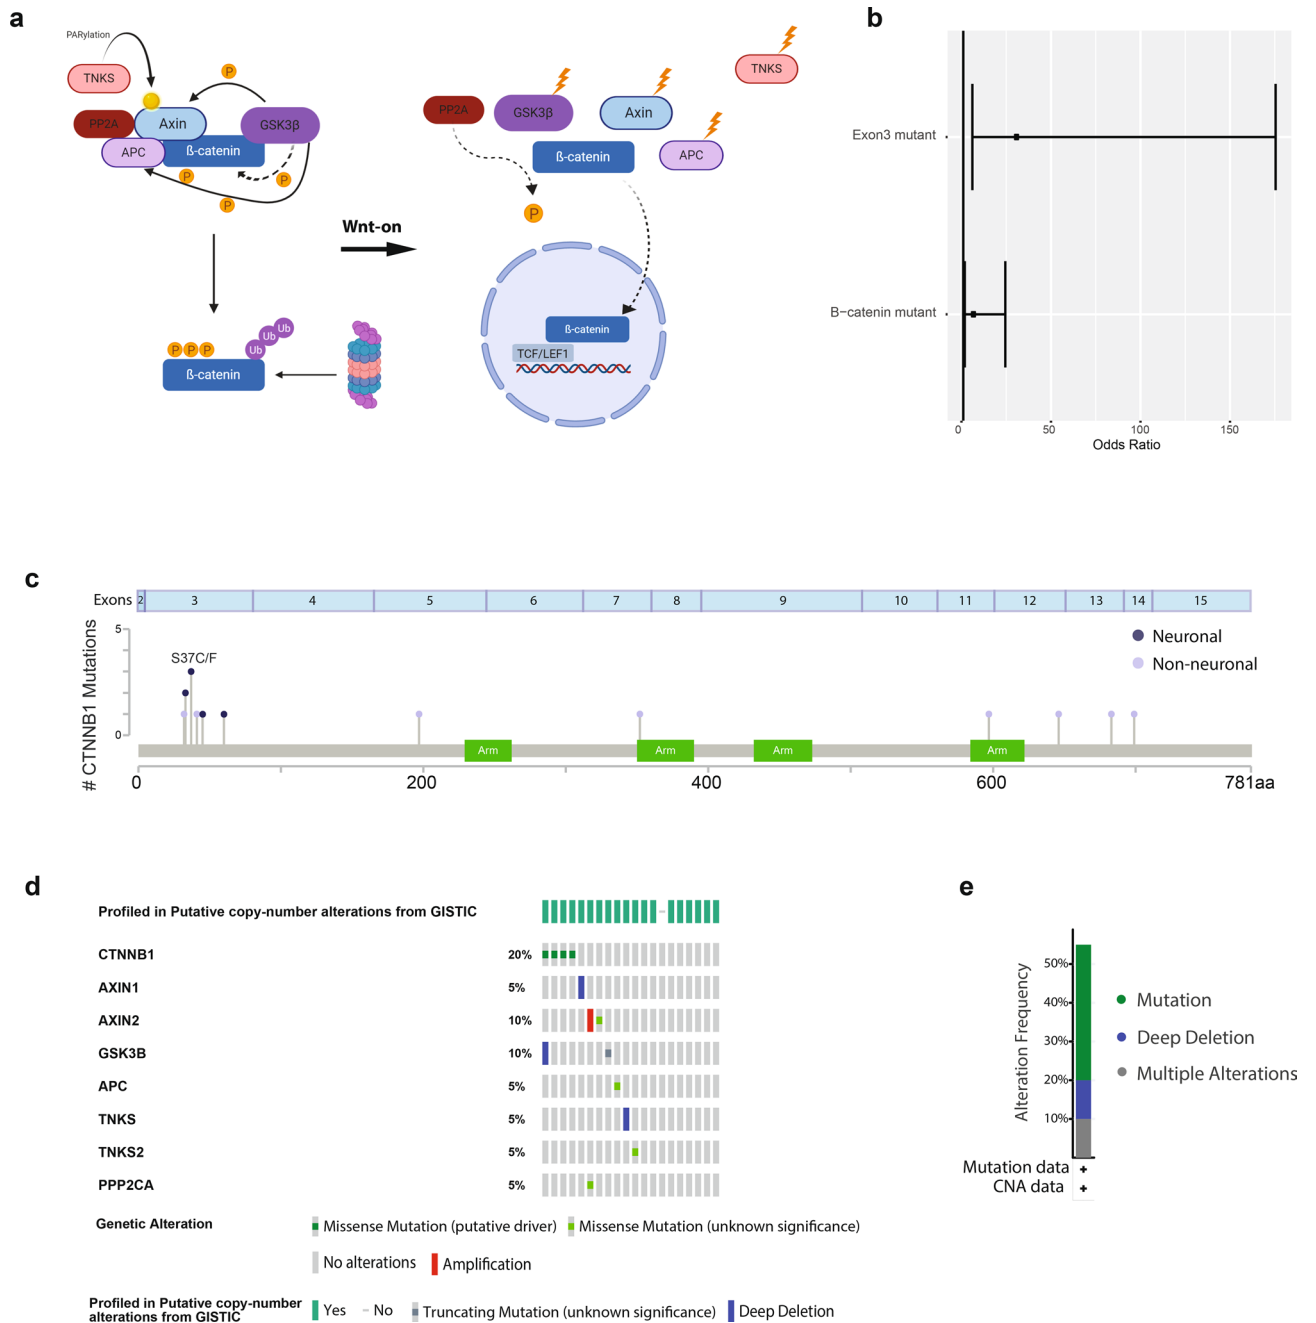 a
PARylation
TNKS
PP2A
Axin
GSK3β
APC
ß-catenin
P
P
P
P
Wnt-on
P P P
Ub
Ub
Ub
ß-catenin
TNKS
PP2A
GSK3β
Axin
ß-catenin
APC
P
ß-catenin
TCF/LEF1
b
Exon3 mutant
B−catenin mutant
0 50 100 150
Odds Ratio
c
Exons 2 3 4 5 6 7 8 9 10 11 12 13 14 15
# CTNNB1 Mutations
5
0
S37C/F
Neuronal
Non-neuronal
Arm Arm Arm Arm
0 200 400 600 781aa
d
Profiled in Putative copy-number alterations from GISTIC
CTNNB1 20%
AXIN1 5%
AXIN2 10%
GSK3B 10%
APC 5%
TNKS 5%
TNKS2 5%
PPP2CA 5%
Genetic Alteration
Missense Mutation (putative driver) Missense Mutation (unknown significance)
No alterations Amplification
Profiled in Putative copy-number
alterations from GISTIC
Yes – No Truncating Mutation (unknown significance) Deep Deletion
e
Alteration Frequency
50%
40%
30%
20%
10%
Mutation
Deep Deletion
Multiple Alterations
Mutation data +
CNA data +